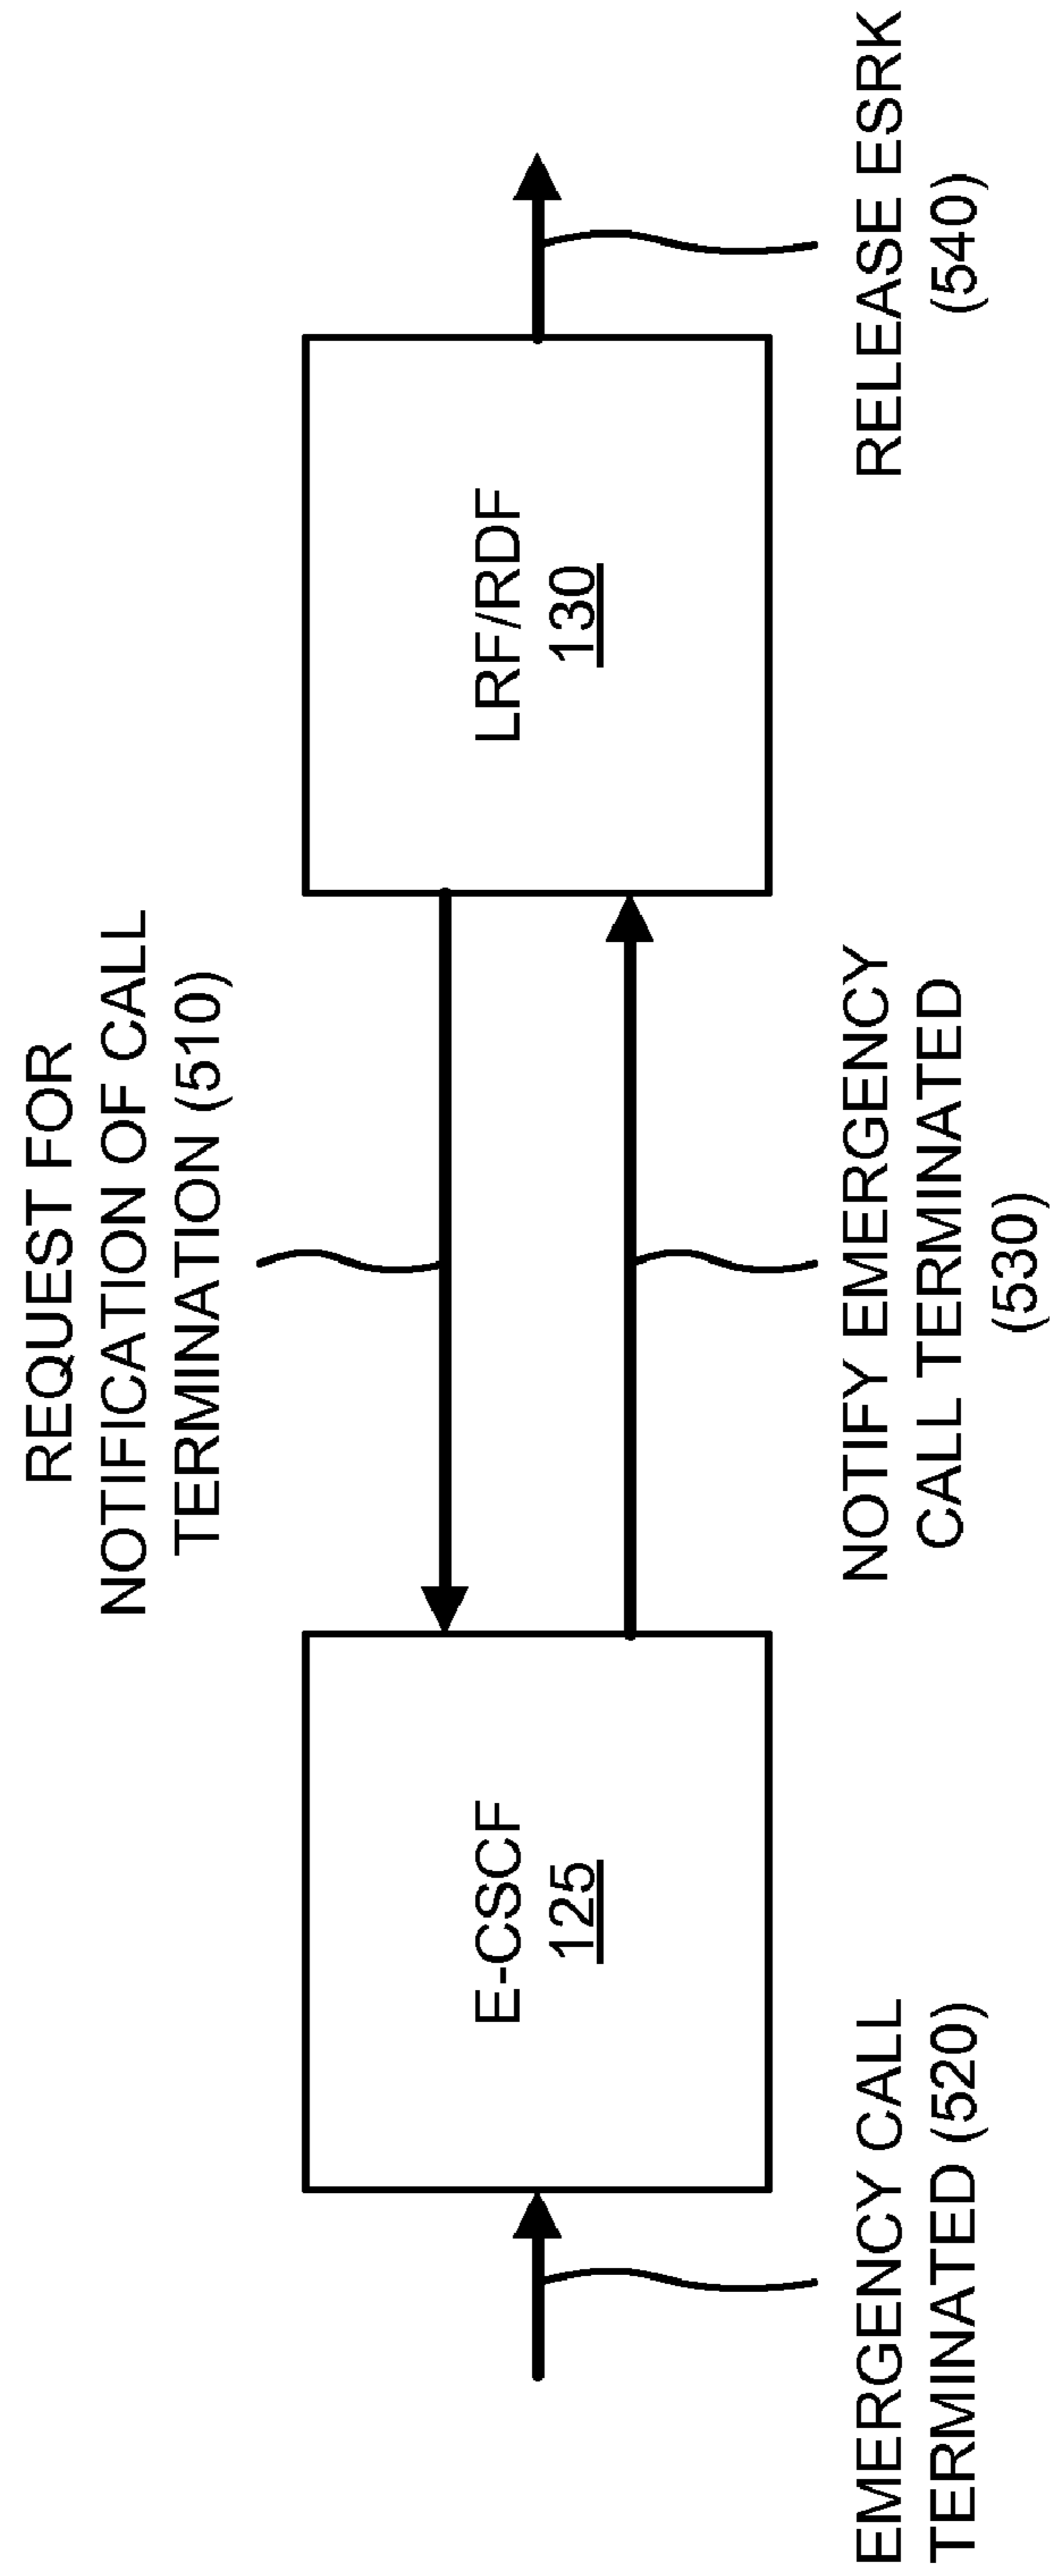 REQUEST FOR
NOTIFICATION OF CALL
TERMINATION (510)
E-CSCF
125
LRF/RDF
130
EMERGENCY CALL
TERMINATED (520)
NOTIFY EMERGENCY
CALL TERMINATED
(530)
RELEASE ESRK
(540)